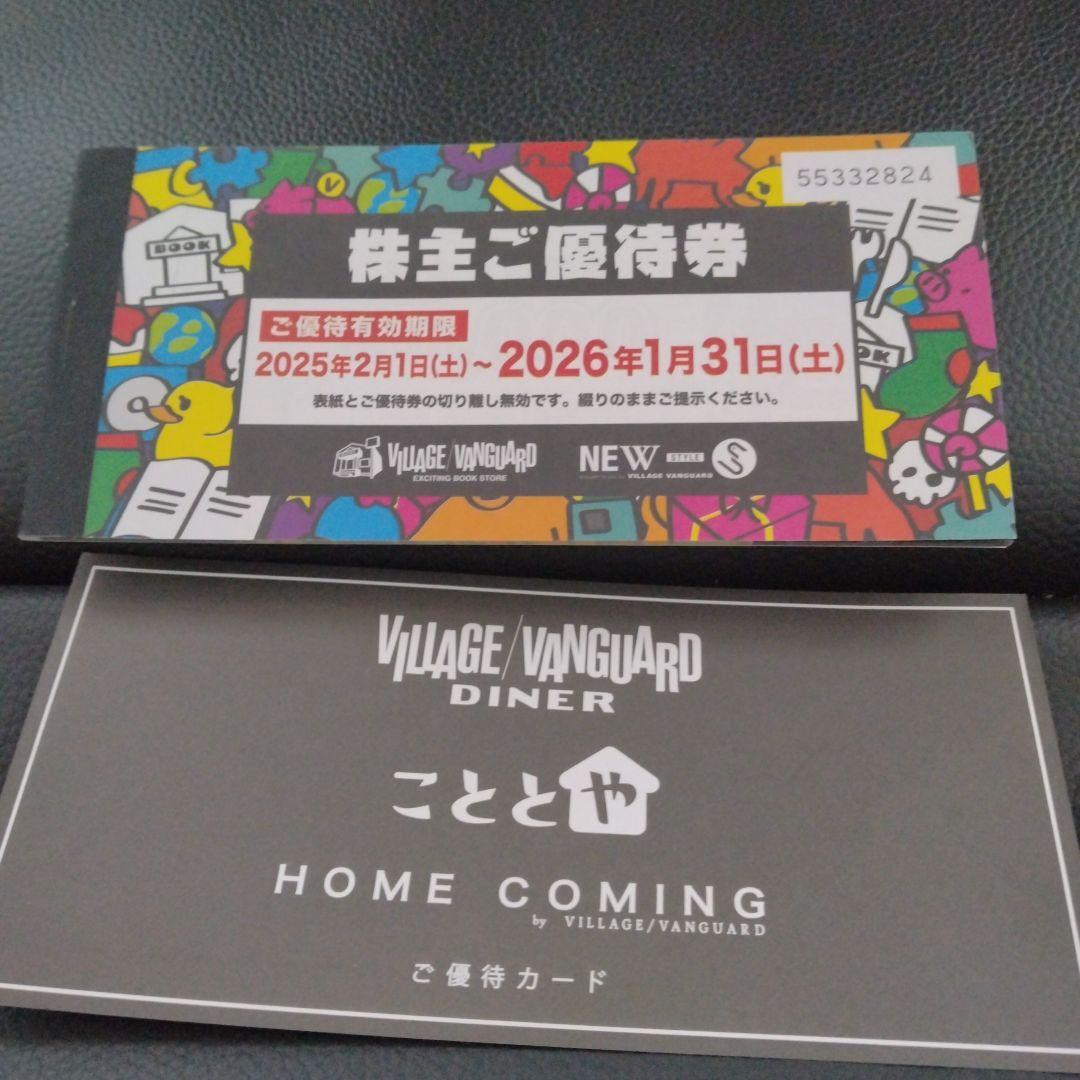 55332824
BOOK
株主ご優待券
ご優待有効期限
2025年2月1日(土)～2026年1月31日(土)
表紙とご優待券の切り離し無効です。綴りのままご提示ください。
VILLAGE/VANGUARD
EXCITING BOOK STORE
NEW STYLE
VILLAGE VANGUARD
VILLAGE/VANGUARD
DINER
こととや
HOME COMING
by VILLAGE/VANGUARD
ご優待カード